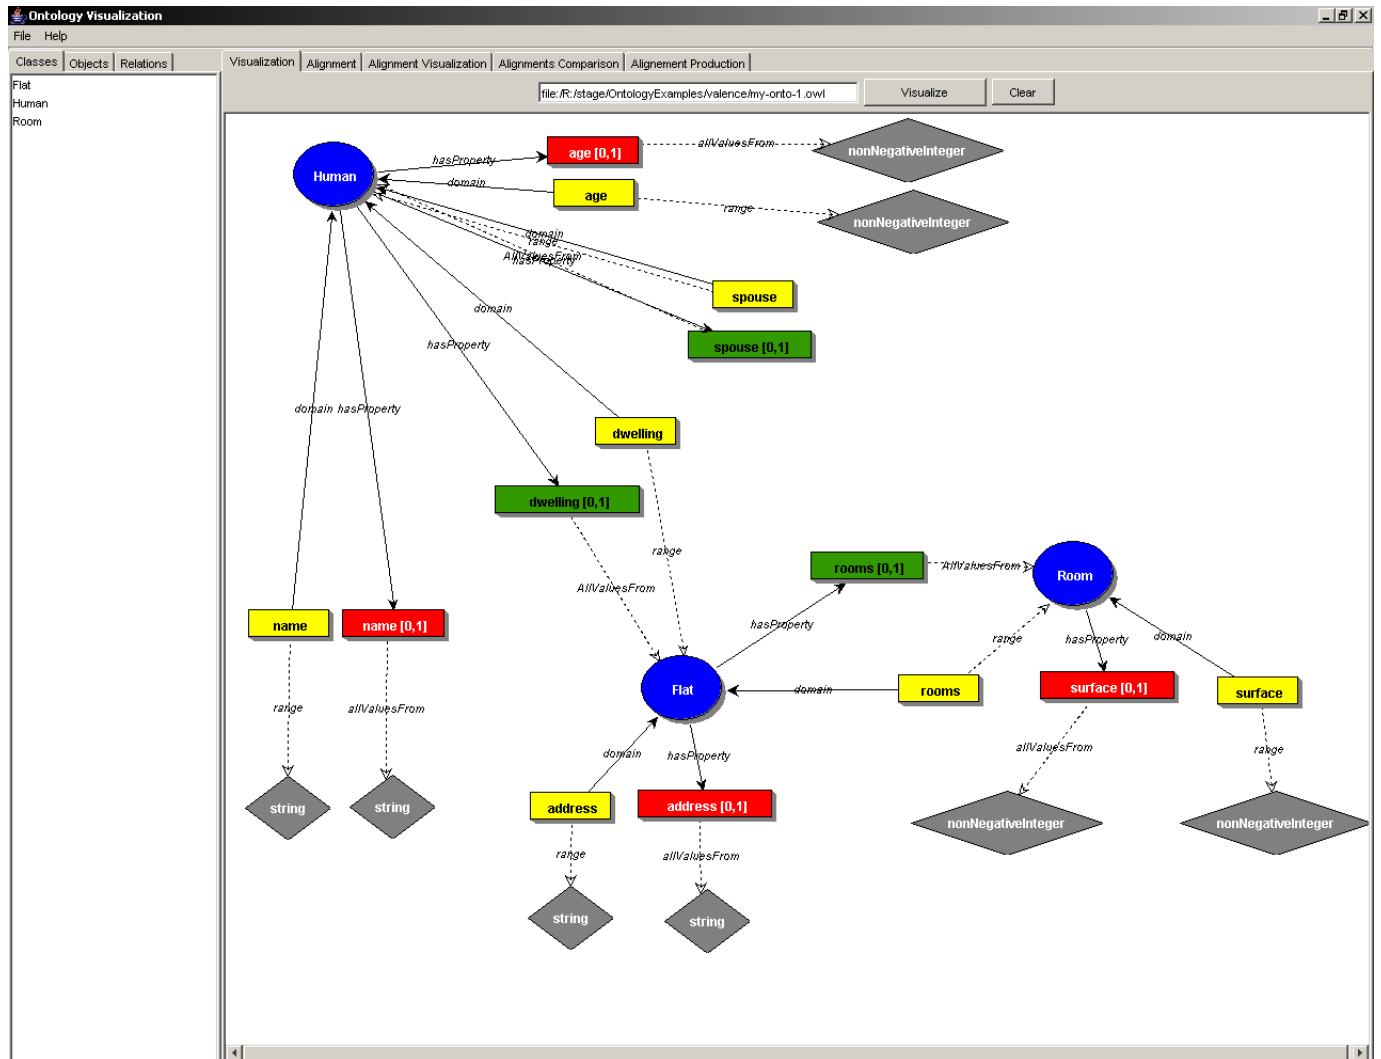 Ontology Visualization
File Help
Classes Objects Relations
Visualization Alignment Alignment Visualization Alignments Comparison Alignement Production
Flat
Human
Room
file:/R:/stage/OntologyExamples/valence/my-onto-1.owl Visualize Clear
Human
hasProperty
age [0,1]
allValuesFrom
nonNegativeInteger
domain
age
range
nonNegativeInteger
domain
range
AllValuesFrom
hasProperty
spouse
spouse [0,1]
domain
hasProperty
domain hasProperty
dwelling
dwelling [0,1]
range
AllValuesFrom
rooms [0,1]
AllValuesFrom
Room
name
name [0,1]
hasProperty
range
hasProperty
domain
Flat
domain
rooms
surface [0,1]
surface
range
allValuesFrom
domain
hasProperty
allValuesFrom
range
string
string
address
address [0,1]
nonNegativeInteger
nonNegativeInteger
range
allValuesFrom
string
string